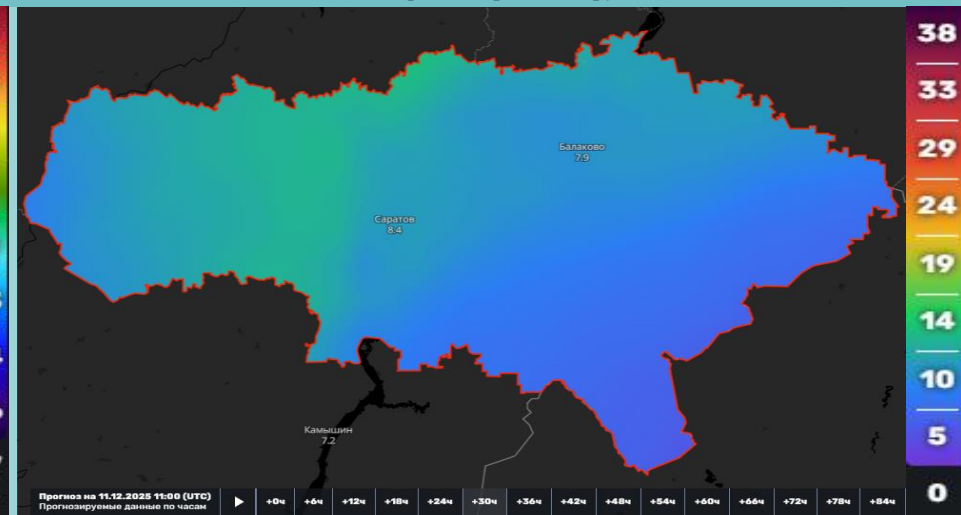 38
33
29
24
19
14
10
5
0
Балаково
7.9
Саратов
8.4
Камышин
7.2
Прогноз на 11.12.2025 11:00 (UTC)
Прогнозируемые данные по часам
+0ч +6ч +12ч +18ч +24ч +30ч +36ч +42ч +48ч +54ч +60ч +66ч +72ч +78ч +84ч